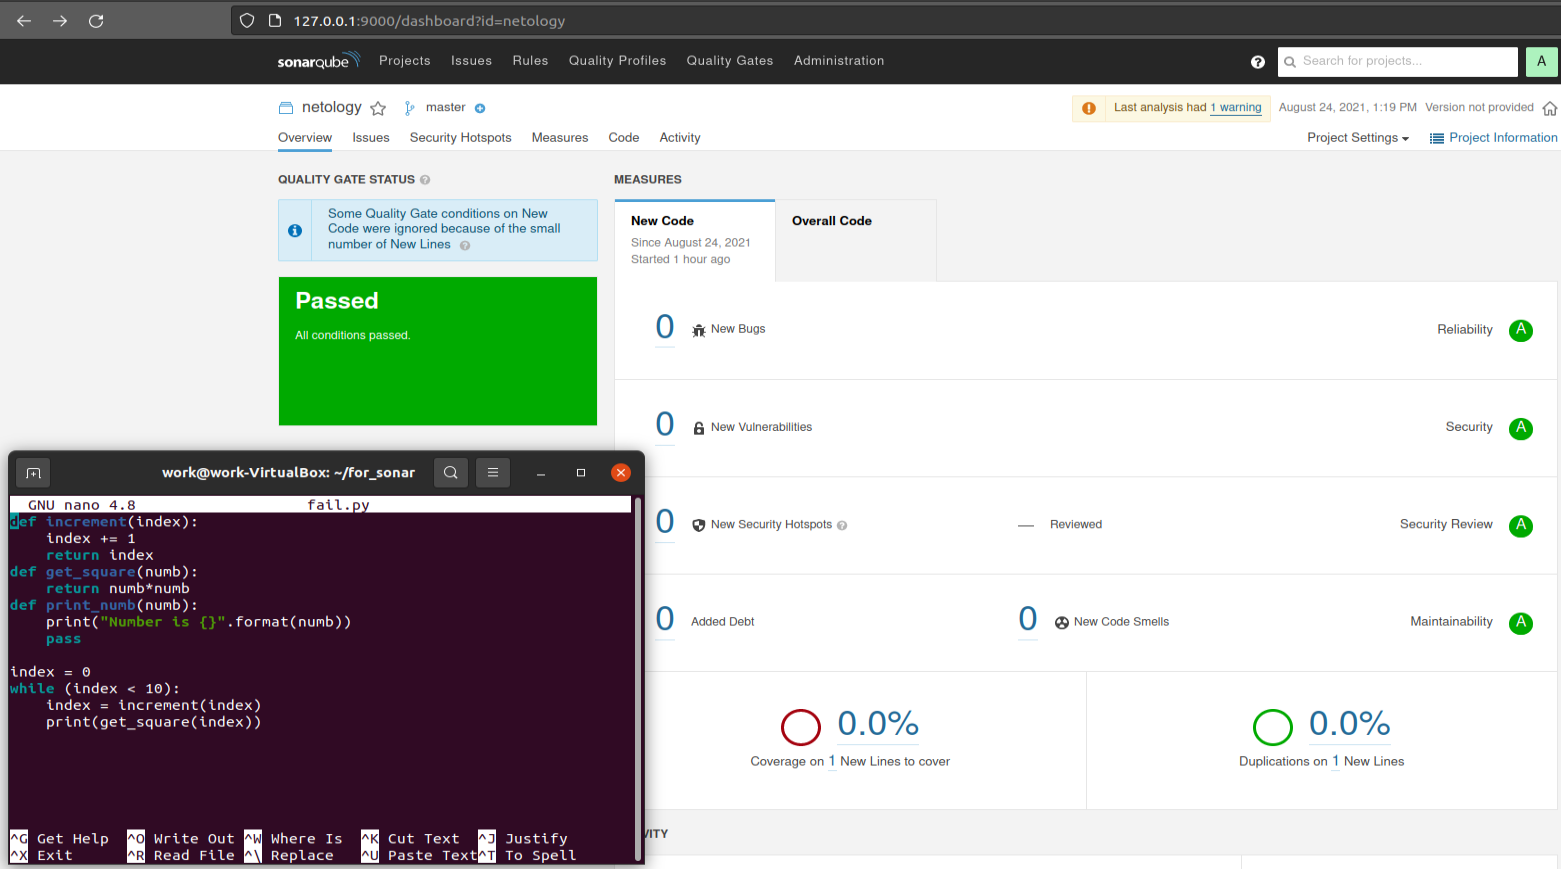 127.0.0.1:9000/dashboard?id=netology
sonarqube Projects Issues Rules Quality Profiles Quality Gates Administration ? Search for projects... A
netology master Last analysis had 1 warning August 24, 2021, 1:19 PM Version not provided
Overview Issues Security Hotspots Measures Code Activity Project Settings Project Information
QUALITY GATE STATUS ?
Some Quality Gate conditions on New
Code were ignored because of the small
number of New Lines ?
Passed
All conditions passed.
MEASURES
New Code
Since August 24, 2021
Started 1 hour ago
Overall Code
0 New Bugs Reliability A
0 New Vulnerabilities Security A
0 New Security Hotspots ? — Reviewed Security Review A
0 Added Debt 0 New Code Smells Maintainability A
0.0%
Coverage on 1 New Lines to cover
0.0%
Duplications on 1 New Lines
VITY
work@work-VirtualBox: ~/for_sonar
GNU nano 4.8 fail.py
def increment(index):
    index += 1
    return index
def get_square(numb):
    return numb*numb
def print_numb(numb):
    print("Number is {}".format(numb))
    pass
index = 0
while (index < 10):
    index = increment(index)
    print(get_square(index))
^G Get Help ^O Write Out ^W Where Is ^K Cut Text ^J Justify
^X Exit ^R Read File ^\ Replace ^U Paste Text ^T To Spell